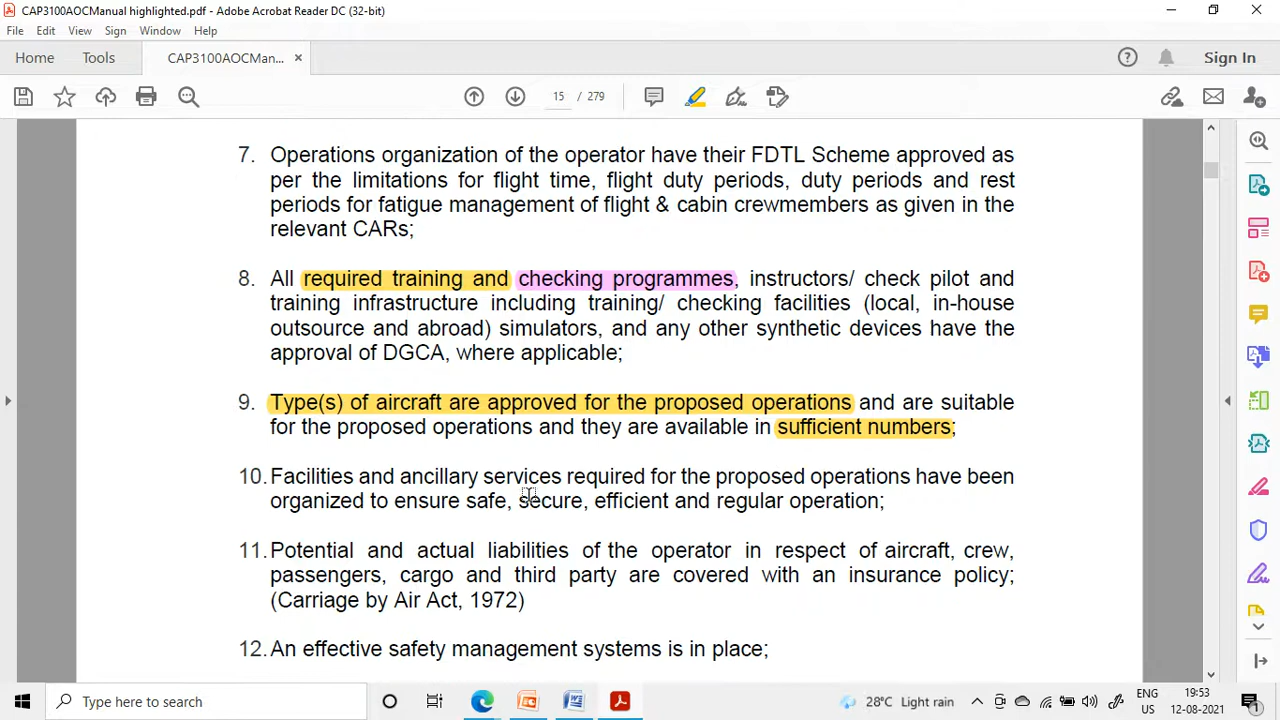 CAP3100AOCManual highlighted.pdf - Adobe Acrobat Reader DC (32-bit)
File Edit View Sign Window Help
Home Tools CAP3100AOCMan... × Sign In
15 / 279
7. Operations organization of the operator have their FDTL Scheme approved as
per the limitations for flight time, flight duty periods, duty periods and rest
periods for fatigue management of flight & cabin crewmembers as given in the
relevant CARs;
8. All required training and checking programmes, instructors/ check pilot and
training infrastructure including training/ checking facilities (local, in-house
outsource and abroad) simulators, and any other synthetic devices have the
approval of DGCA, where applicable;
9. Type(s) of aircraft are approved for the proposed operations and are suitable
for the proposed operations and they are available in sufficient numbers;
10. Facilities and ancillary services required for the proposed operations have been
organized to ensure safe, secure, efficient and regular operation;
11. Potential and actual liabilities of the operator in respect of aircraft, crew,
passengers, cargo and third party are covered with an insurance policy;
(Carriage by Air Act, 1972)
12. An effective safety management systems is in place;
Type here to search
28°C Light rain
ENG
US
19:53
12-08-2021
1